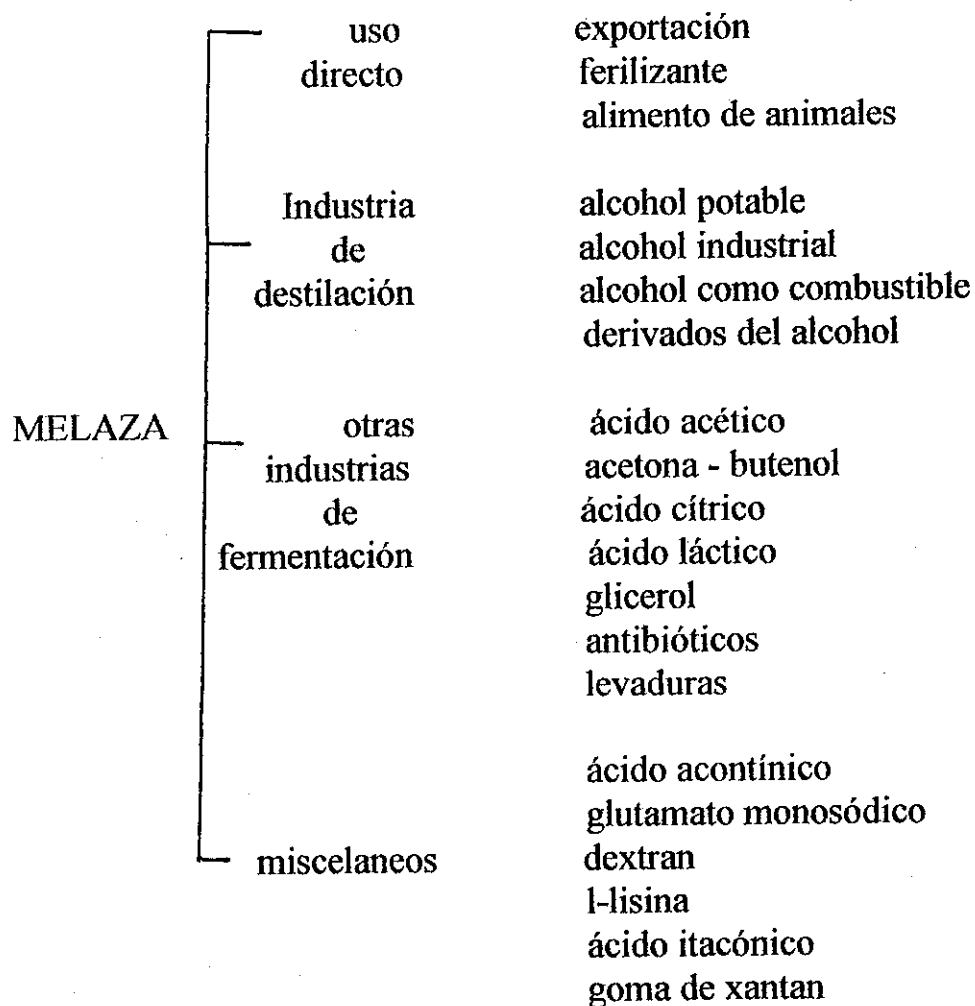 uso exportación
directo ferilizante
alimento de animales
Industria alcohol potable
de alcohol industrial
destilación alcohol como combustible
derivados del alcohol
MELAZA otras ácido acético
industrias acetona - butenol
de ácido cítrico
fermentación ácido láctico
glicerol
antibióticos
levaduras
ácido acontínico
glutamato monosódico
miscelaneos dextran
l-lisina
ácido itacónico
goma de xantan